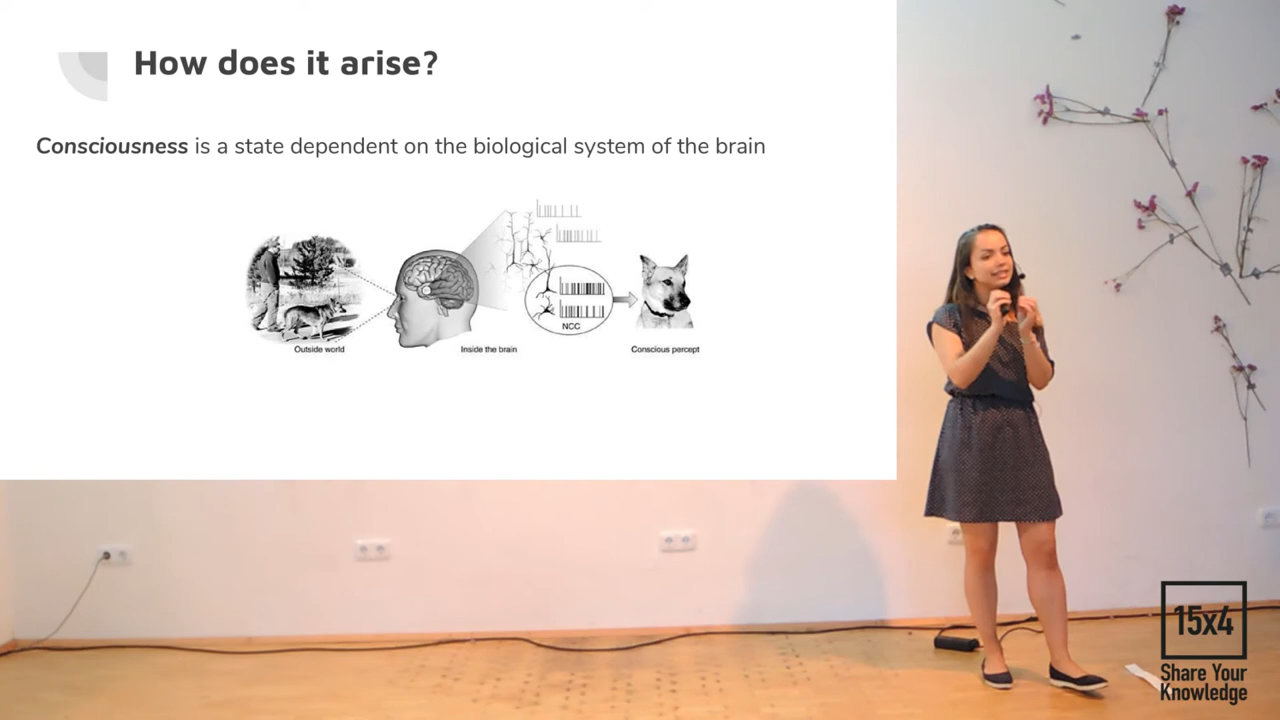 How does it arise?
Consciousness is a state dependent on the biological system of the brain
NCC
Outside world
Inside the brain
Conscious percept
15x4
Share Your
Knowledge